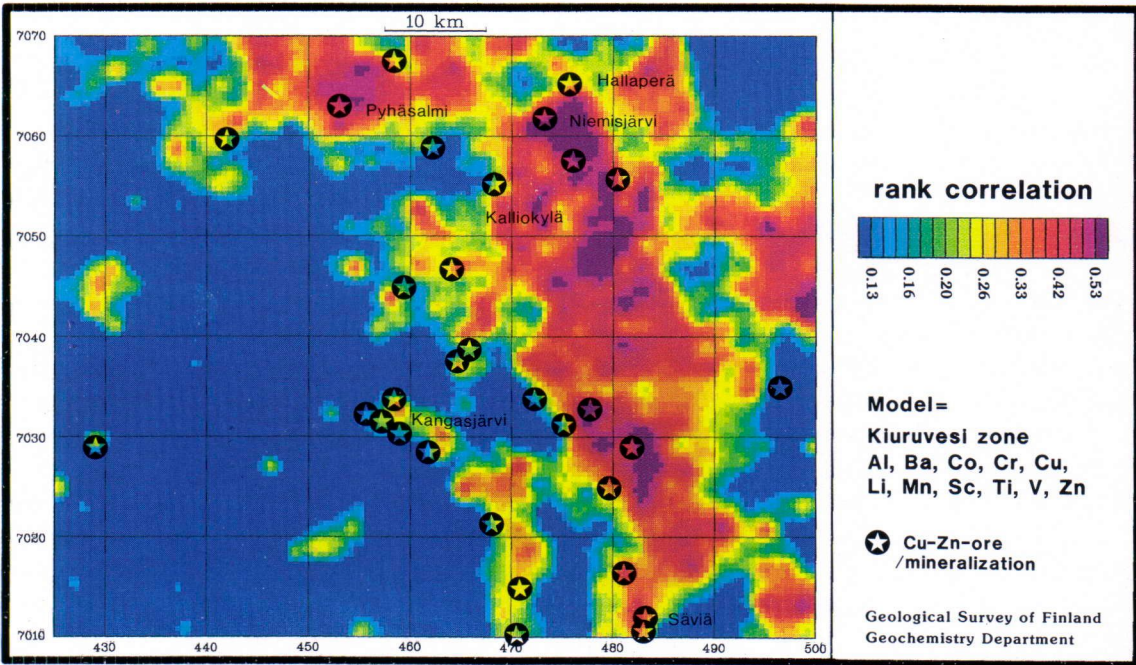 10 km
7070
7060
7050
7040
7030
7020
7010
430
440
450
460
470
480
490
500
Hallaperä
Pyhäsalmi
Niemisjärvi
Kalliokylä
Kangasjärvi
Säviä
rank correlation
0.13
0.16
0.20
0.26
0.33
0.42
0.53
Model=
Kiuruvesi zone
Al, Ba, Co, Cr, Cu,
Li, Mn, Sc, Ti, V, Zn
Cu-Zn-ore
/mineralization
Geological Survey of Finland
Geochemistry Department